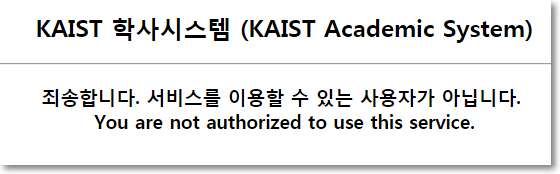 KAIST 학사시스템 (KAIST Academic System)
죄송합니다. 서비스를 이용할 수 있는 사용자가 아닙니다.
You are not authorized to use this service.